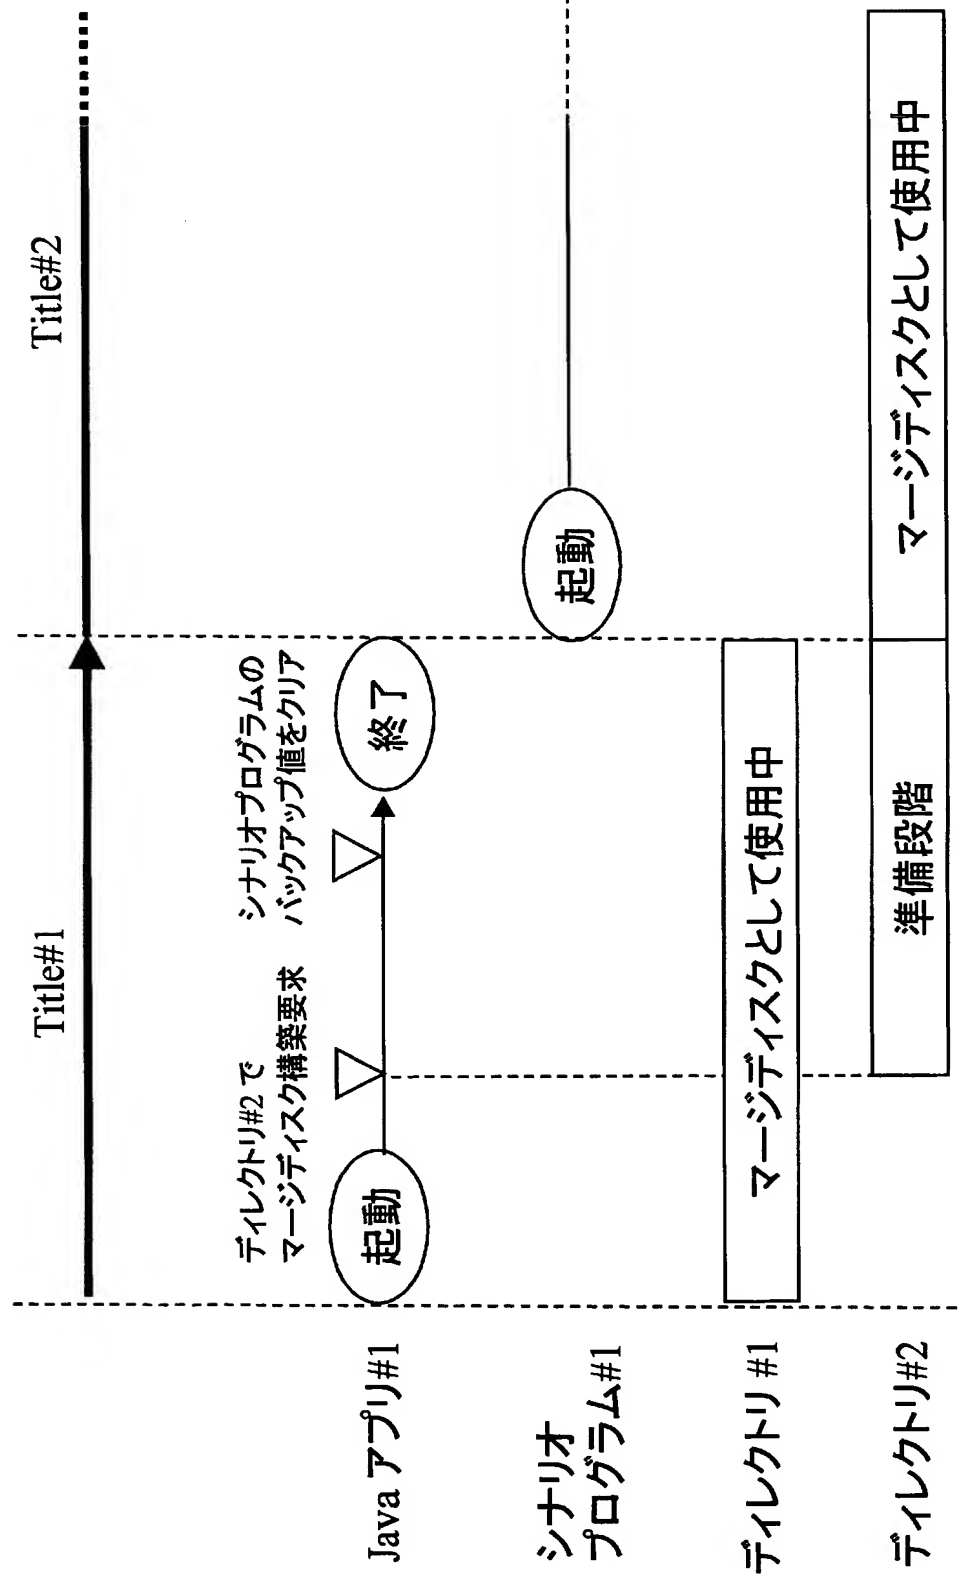 Title#1
Title#2
ディレクトリ#2 で
マージディスク構築要求
シナリオプログラムの
バックアップ値をクリア
Java アプリ#1
起動
終了
シナリオ
プログラム#1
起動
ディレクトリ #1
マージディスクとして使用中
ディレクトリ#2
準備段階
マージディスクとして使用中